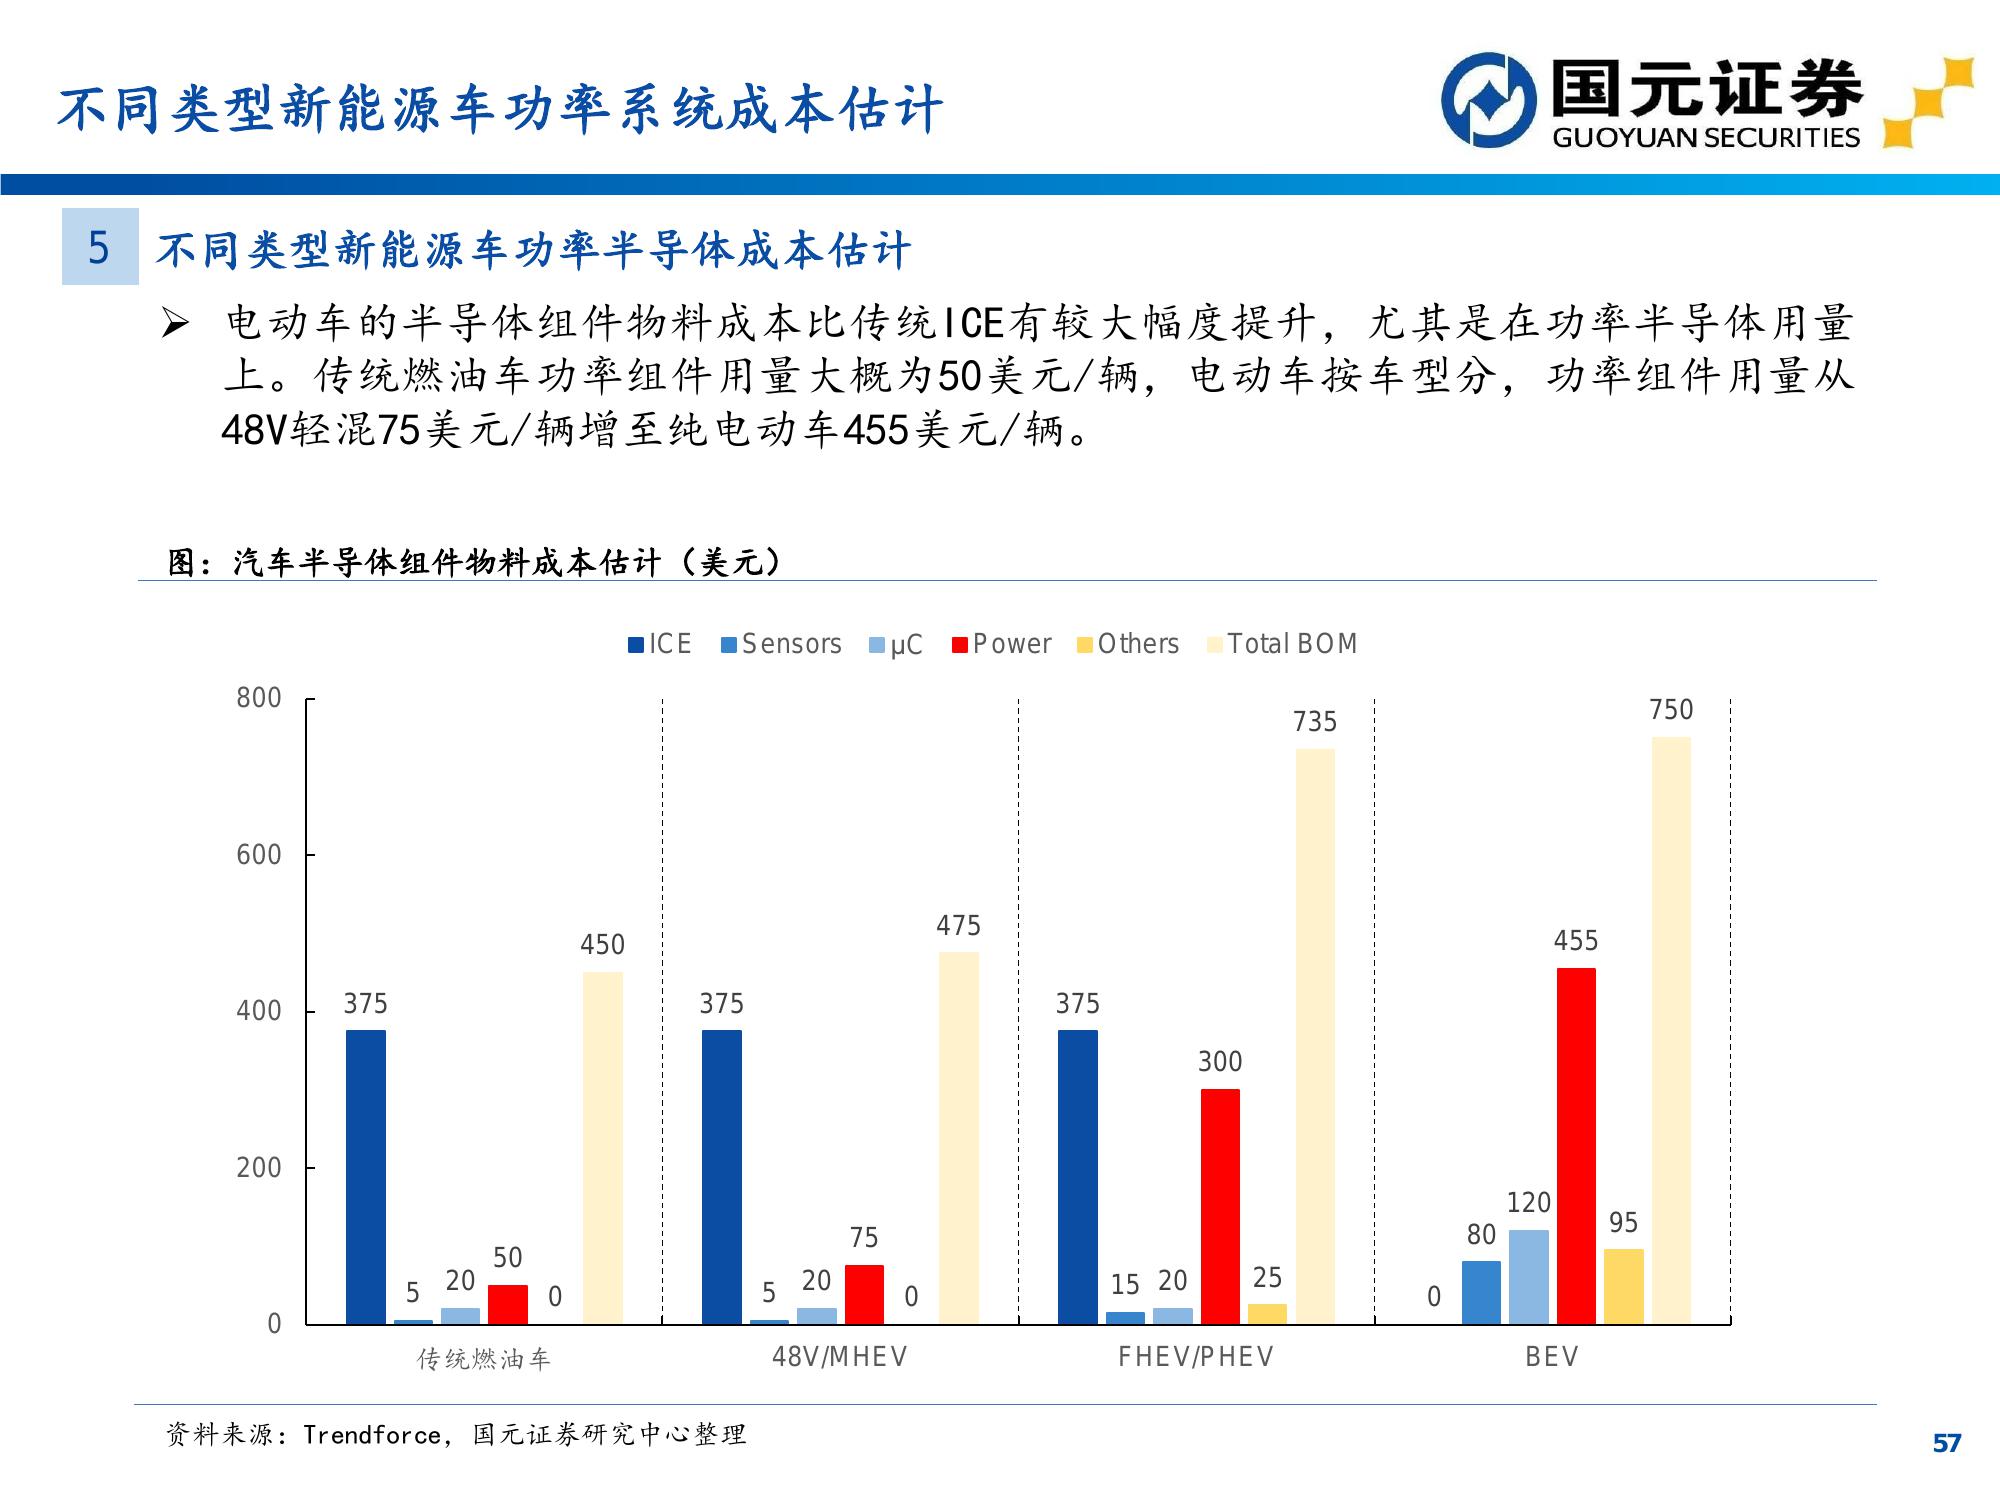 不同类型新能源车功率系统成本估计
国元证券
GUOYUAN SECURITIES
5
不同类型新能源车功率半导体成本估计
➢ 电动车的半导体组件物料成本比传统ICE有较大幅度提升，尤其是在功率半导体用量
上。传统燃油车功率组件用量大概为50美元/辆，电动车按车型分，功率组件用量从
48V轻混75美元/辆增至纯电动车455美元/辆。
图：汽车半导体组件物料成本估计（美元）
ICE Sensors μC Power Others Total BOM
800
600
400
200
0
375 5 20 50 0 450
375 5 20 75 0 475
375 15 20 300 25 735
0 80 120 455 95 750
传统燃油车 48V/MHEV FHEV/PHEV BEV
资料来源：Trendforce，国元证券研究中心整理
57